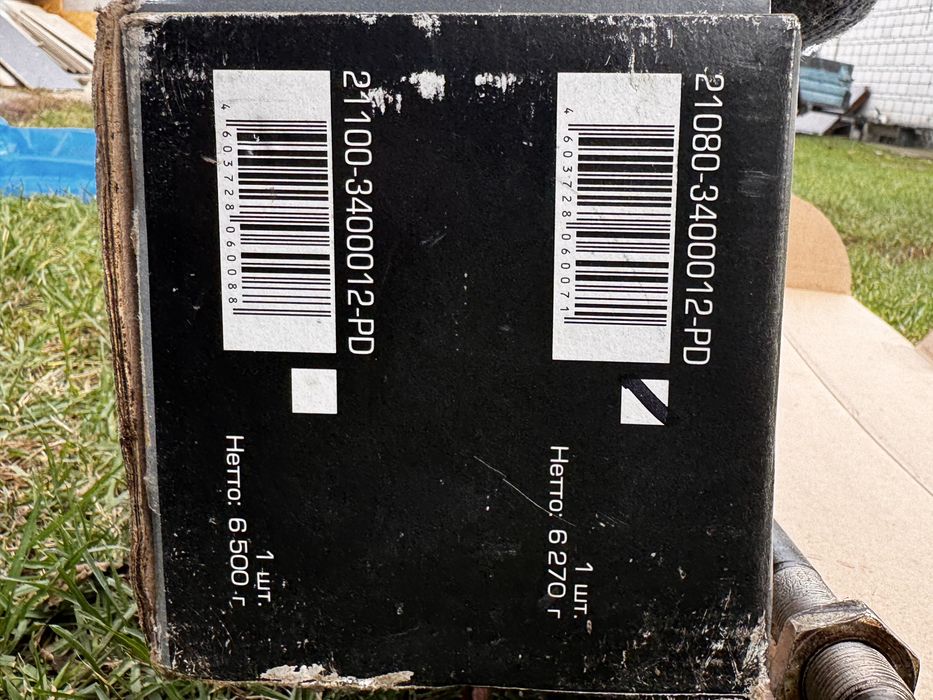 21080-3400012-PD
4 603728 060071
1 шт.
Нетто: 6 270 г
21100-3400012-PD
4 603728 060088
1 шт.
Нетто: 6 500 г